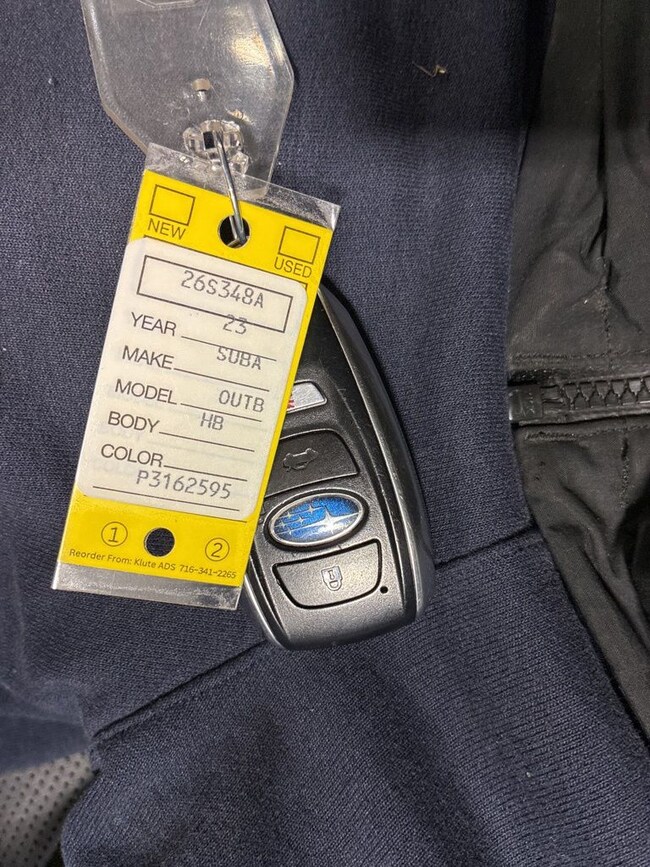 NEW
USED
26S348A
YEAR 23
MAKE SUBA
MODEL OUTB
BODY HB
COLOR
P3162595
1 2
Reorder From: Klute ADS 716-341-2265